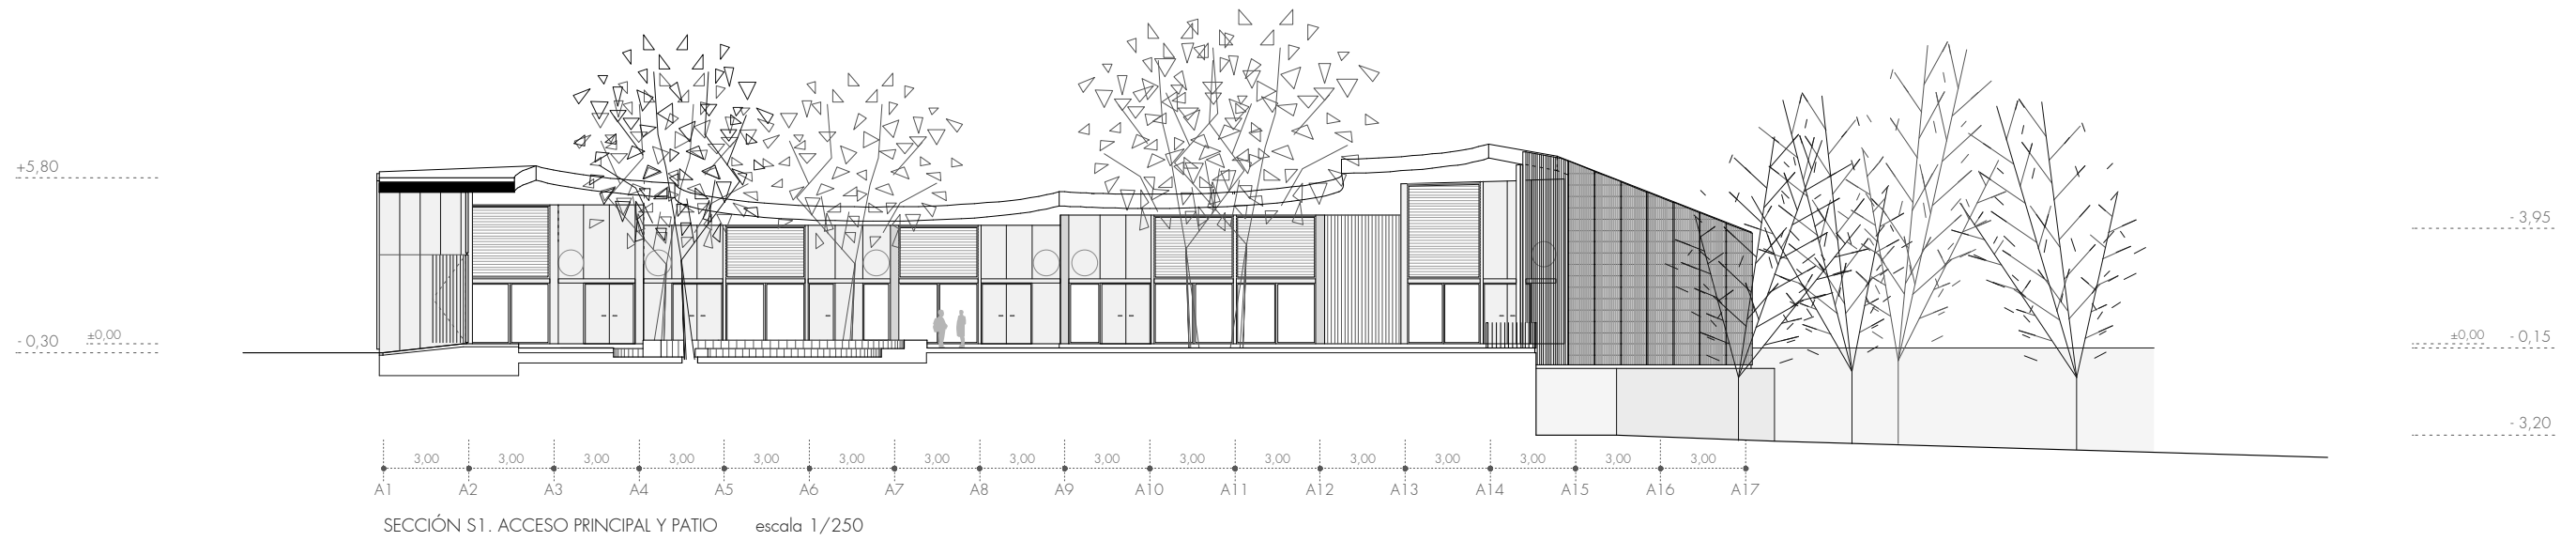 +5,80
- 3,95
- 0,30 ±0,00
±0,00 - 0,15
- 3,20
3,00 3,00 3,00 3,00 3,00 3,00 3,00 3,00 3,00 3,00 3,00 3,00 3,00 3,00 3,00 3,00
A1 A2 A3 A4 A5 A6 A7 A8 A9 A10 A11 A12 A13 A14 A15 A16 A17
SECCIÓN S1. ACCESO PRINCIPAL Y PATIO escala 1/250